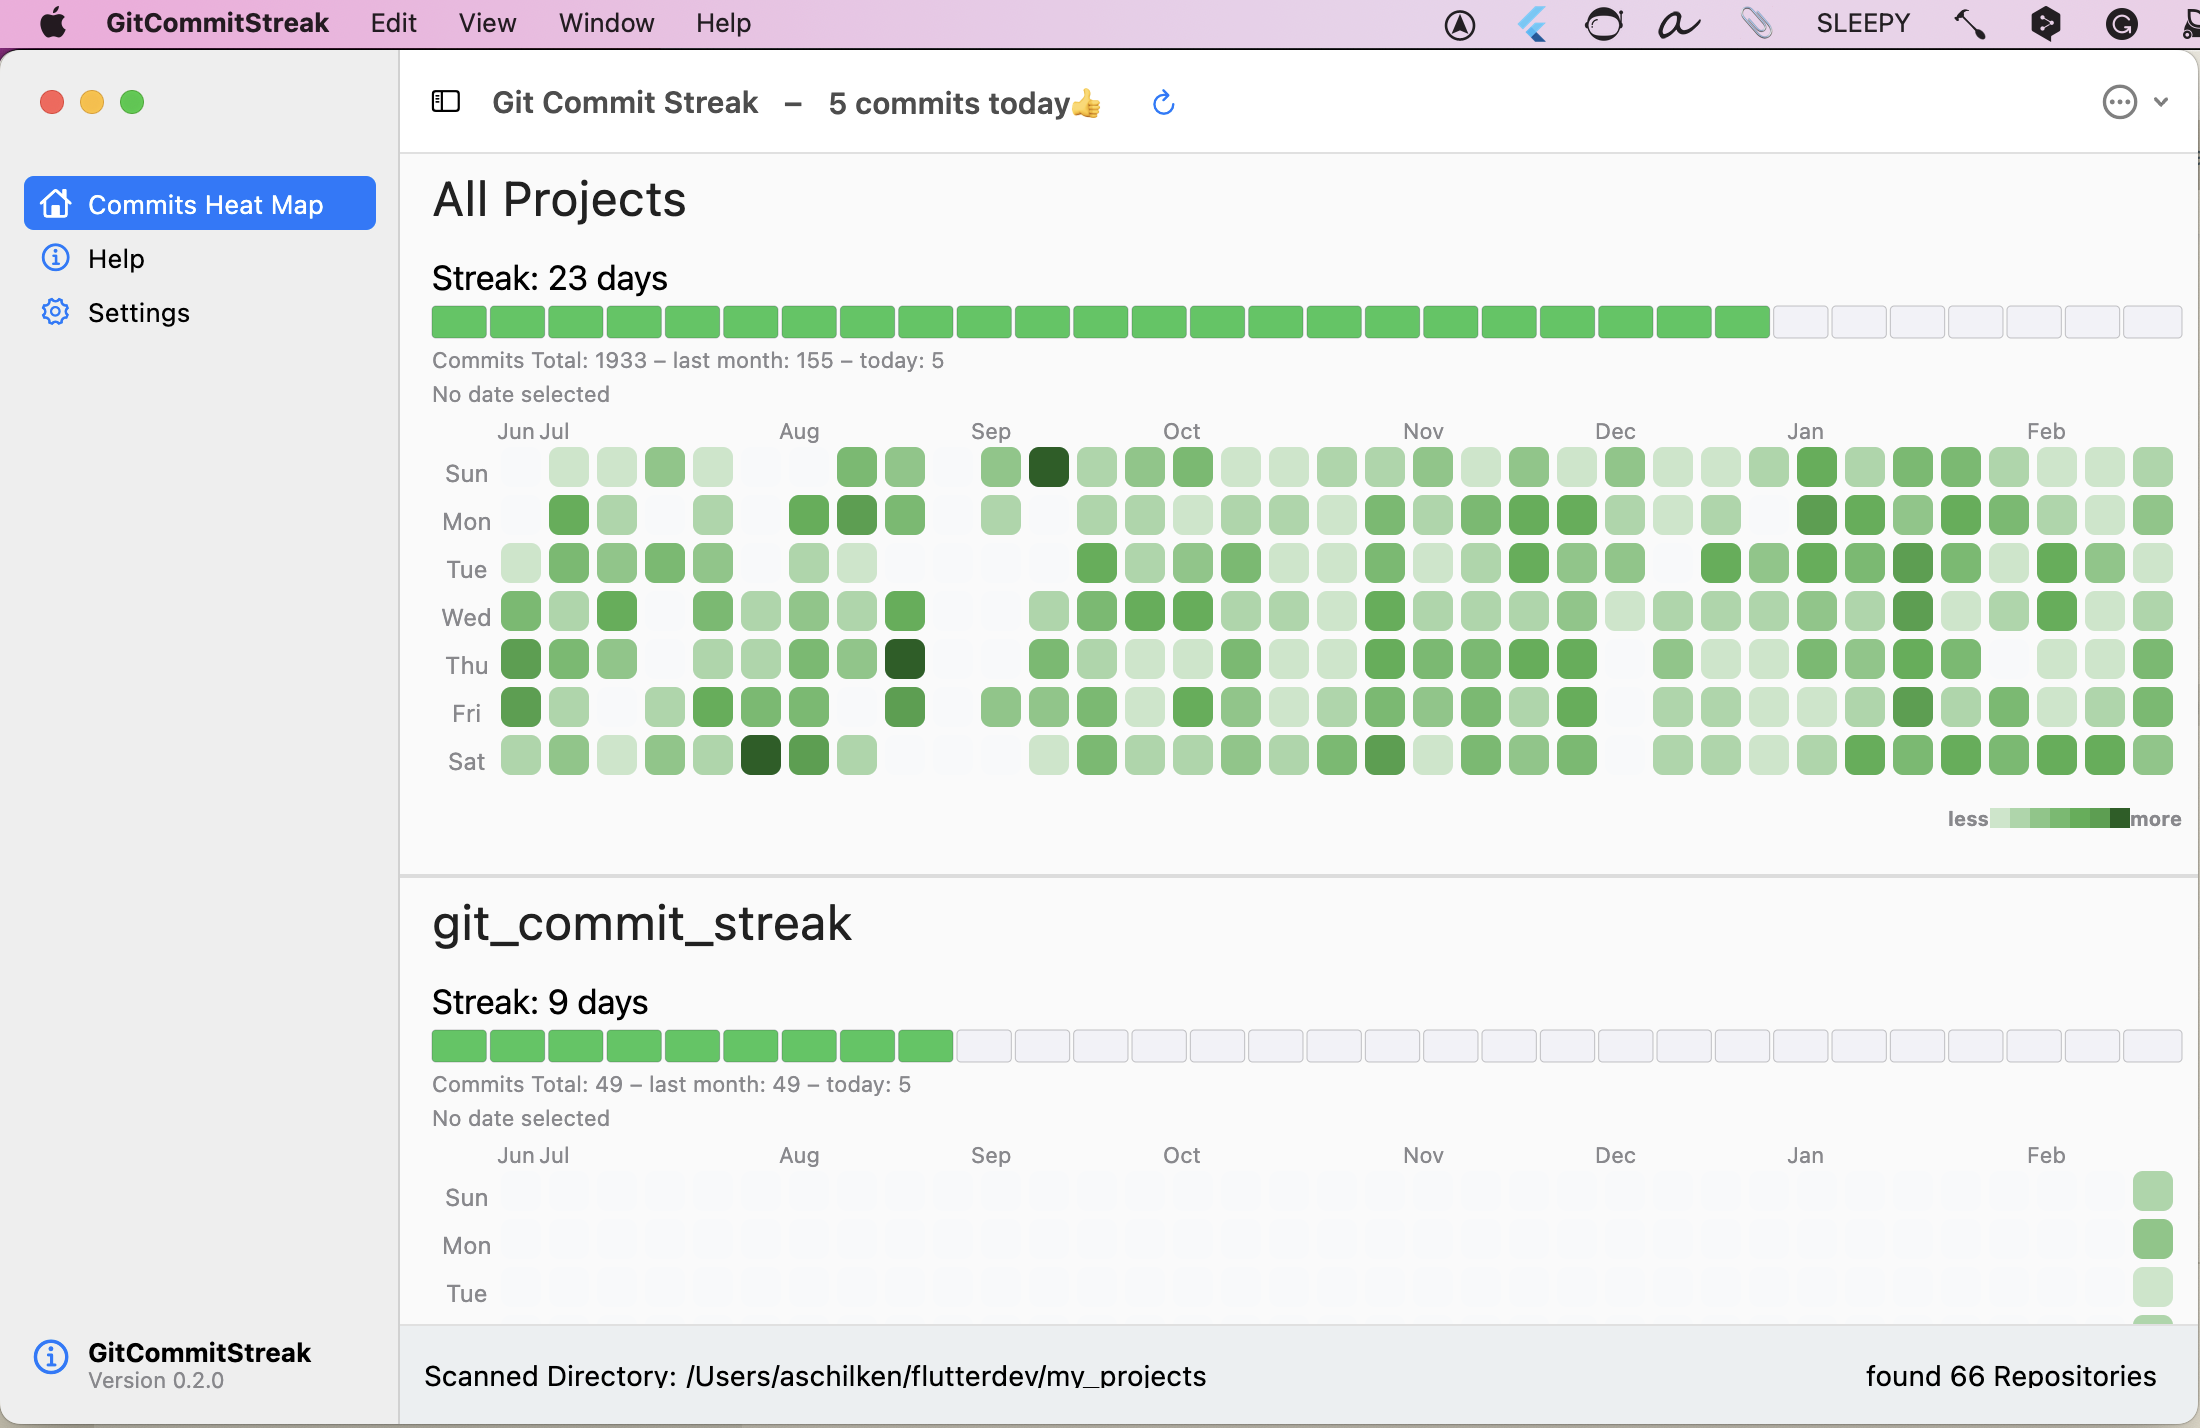 GitCommitStreak Edit View Window Help SLEEPY
Git Commit Streak – 5 commits today👍
Commits Heat Map
Help
Settings
All Projects
Streak: 23 days
Commits Total: 1933 – last month: 155 – today: 5
No date selected
Jun Jul Aug Sep Oct Nov Dec Jan Feb
Sun
Mon
Tue
Wed
Thu
Fri
Sat
less more
git_commit_streak
Streak: 9 days
Commits Total: 49 – last month: 49 – today: 5
No date selected
Jun Jul Aug Sep Oct Nov Dec Jan Feb
Sun
Mon
Tue
GitCommitStreak
Version 0.2.0
Scanned Directory: /Users/aschilken/flutterdev/my_projects found 66 Repositories